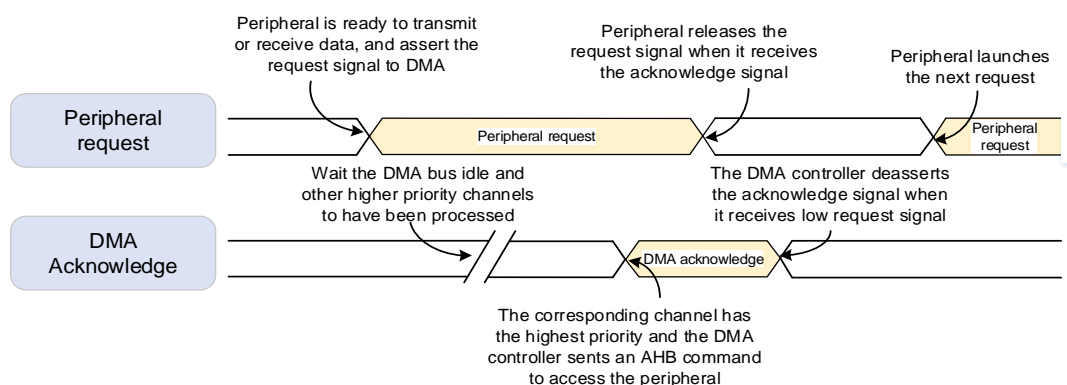 Peripheral is ready to transmit
or receive data, and assert the
request signal to DMA
Peripheral releases the
request signal when it receives
the acknowledge signal
Peripheral launches
the next request
Peripheral
request
Peripheral request
Peripheral
request
Wait the DMA bus idle and
other higher priority channels
to have been processed
The DMA controller deasserts
the acknowledge signal when
it receives low request signal
DMA
Acknowledge
DMA acknowledge
The corresponding channel has
the highest priority and the DMA
controller sents an AHB command
to access the peripheral